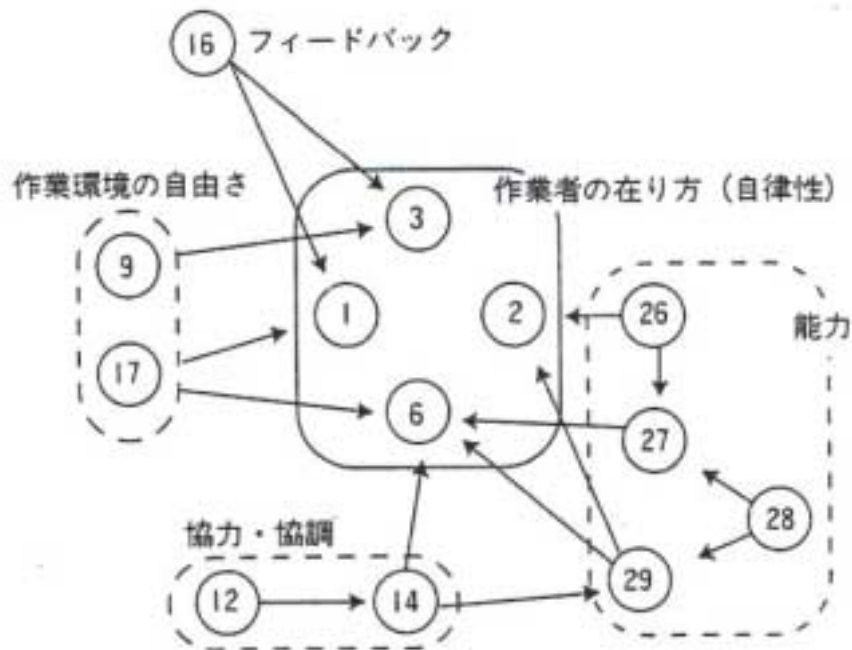 16 フィードバック
作業環境の自由さ
作業者の在り方（自律性）
3
9
1
2
26
能力
17
6
27
28
協力・協調
29
12
14